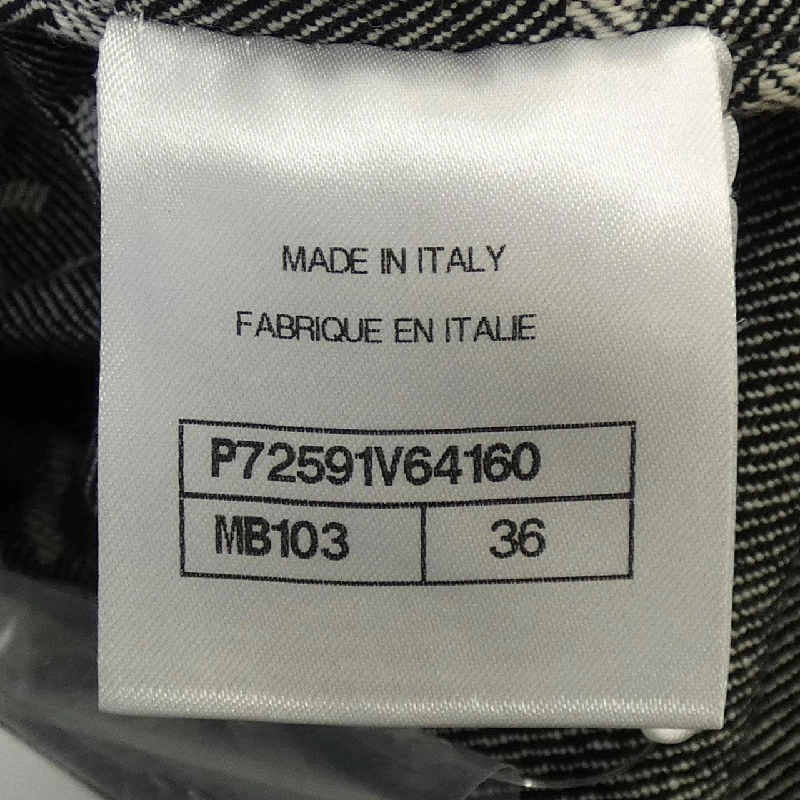 MADE IN ITALY
FABRIQUE EN ITALIE
P72591V64160
MB103 36